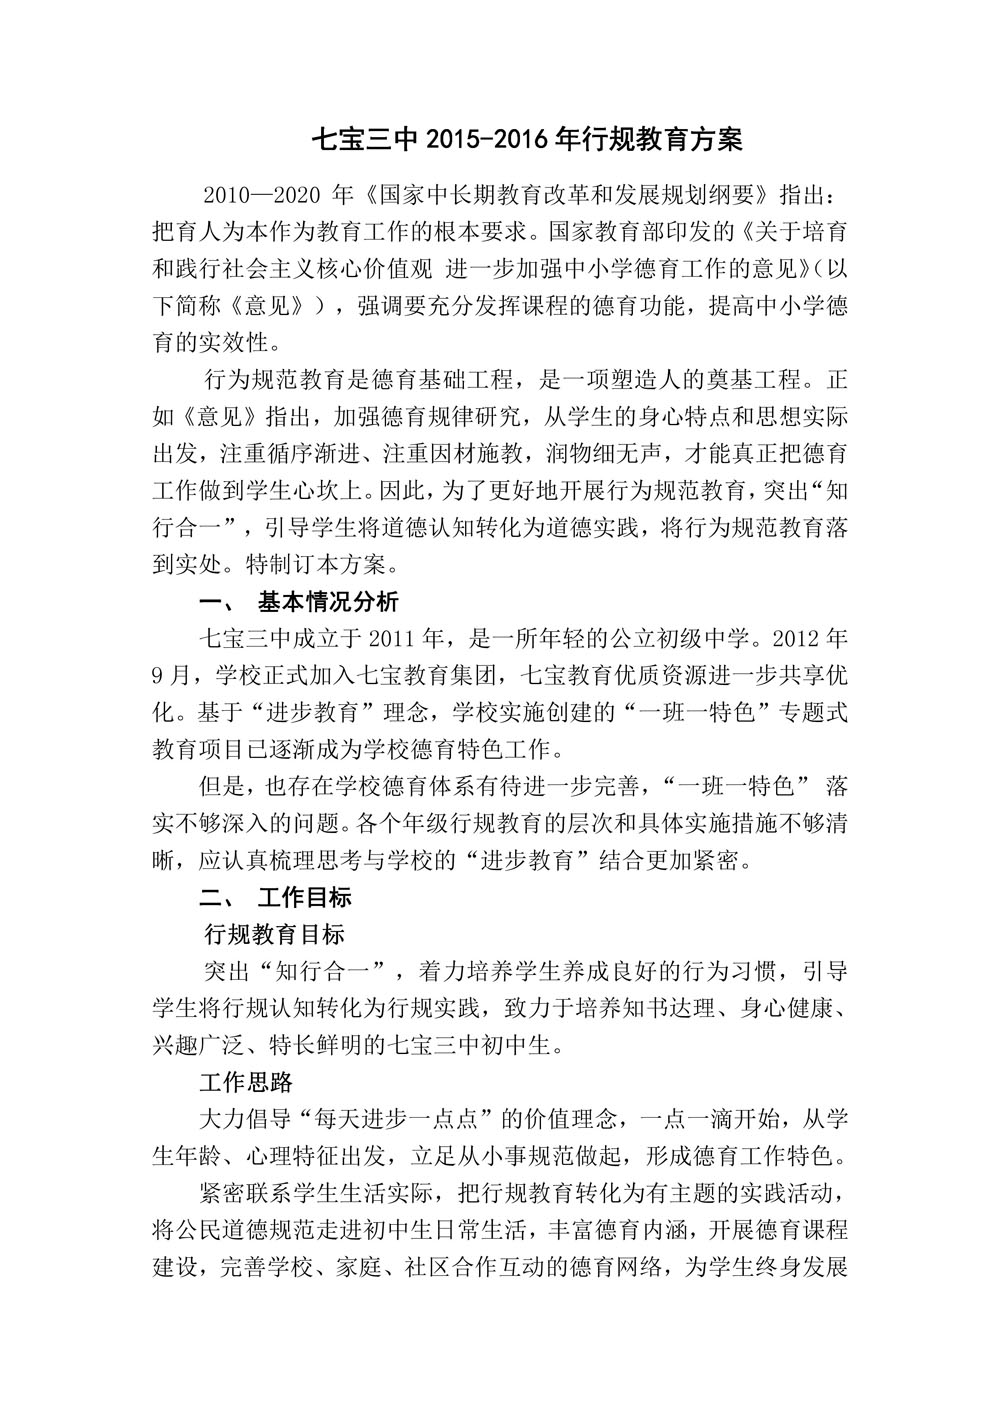 七宝三中 2015-2016 年行规教育方案
2010—2020 年《国家中长期教育改革和发展规划纲要》指出：
把育人为本作为教育工作的根本要求。国家教育部印发的《关于培育
和践行社会主义核心价值观 进一步加强中小学德育工作的意见》（以
下简称《意见》），强调要充分发挥课程的德育功能，提高中小学德
育的实效性。
行为规范教育是德育基础工程，是一项塑造人的奠基工程。正
如《意见》指出，加强德育规律研究，从学生的身心特点和思想实际
出发，注重循序渐进、注重因材施教，润物细无声，才能真正把德育
工作做到学生心坎上。因此，为了更好地开展行为规范教育，突出“知
行合一”，引导学生将道德认知转化为道德实践，将行为规范教育落
到实处。特制订本方案。
一、 基本情况分析
七宝三中成立于 2011 年，是一所年轻的公立初级中学。2012 年
9 月，学校正式加入七宝教育集团，七宝教育优质资源进一步共享优
化。基于“进步教育”理念，学校实施创建的“一班一特色”专题式
教育项目已逐渐成为学校德育特色工作。
但是，也存在学校德育体系有待进一步完善，“一班一特色” 落
实不够深入的问题。各个年级行规教育的层次和具体实施措施不够清
晰，应认真梳理思考与学校的“进步教育”结合更加紧密。
二、 工作目标
行规教育目标
突出“知行合一”，着力培养学生养成良好的行为习惯，引导
学生将行规认知转化为行规实践，致力于培养知书达理、身心健康、
兴趣广泛、特长鲜明的七宝三中初中生。
工作思路
大力倡导“每天进步一点点”的价值理念，一点一滴开始，从学
生年龄、心理特征出发，立足从小事规范做起，形成德育工作特色。
紧密联系学生生活实际，把行规教育转化为有主题的实践活动，
将公民道德规范走进初中生日常生活，丰富德育内涵，开展德育课程
建设，完善学校、家庭、社区合作互动的德育网络，为学生终身发展